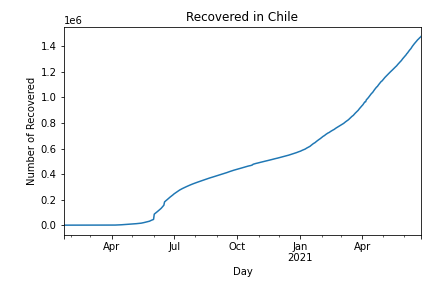 Recovered in Chile
1e6
1.4
1.2
1.0
0.8
0.6
0.4
0.2
0.0
Number of Recovered
Apr Jul Oct Jan Apr
2021
Day